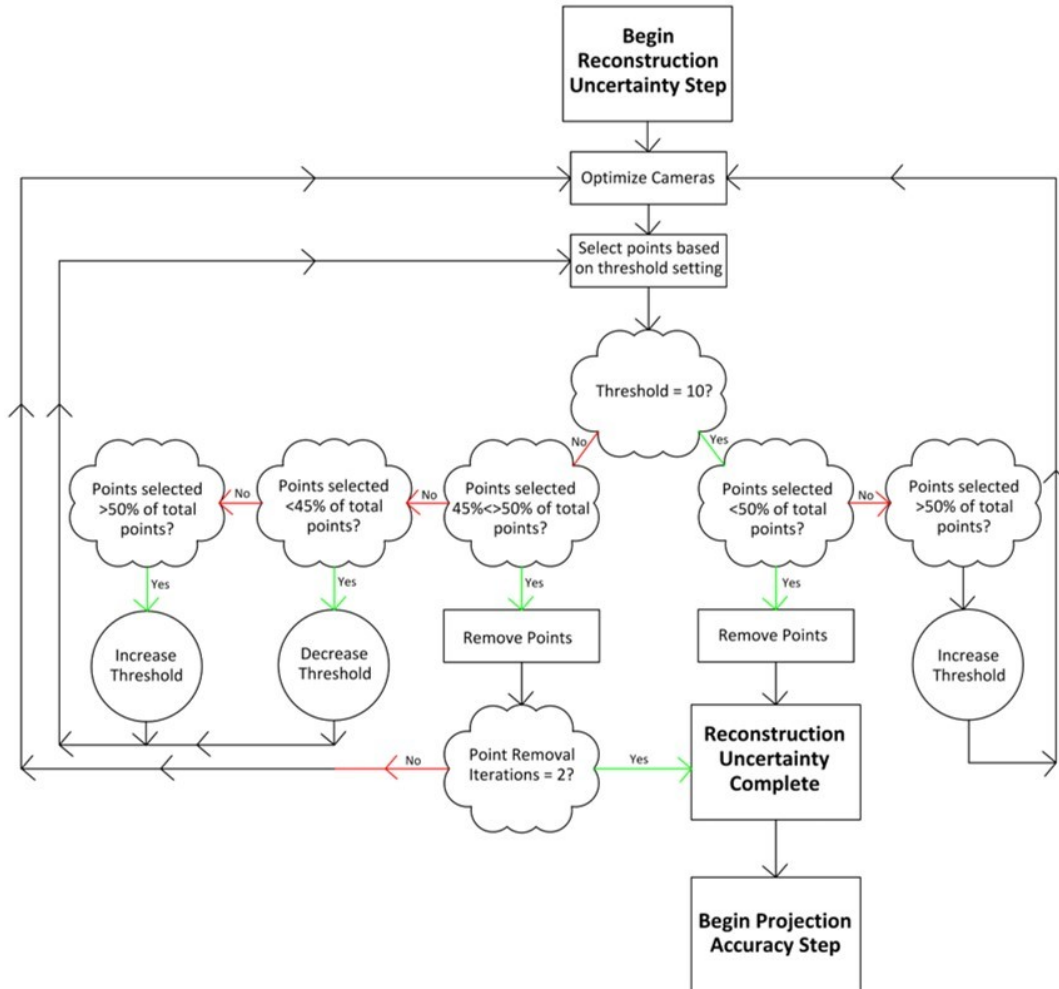 Begin
Reconstruction
Uncertainty Step
Optimize Cameras
Select points based
on threshold setting
Threshold = 10?
No
Yes
Points selected
>50% of total
points?
No
Points selected
<45% of total
points?
No
Points selected
45%<>50% of total
points?
Points selected
<50% of total
points?
No
Points selected
>50% of total
points?
Yes
Yes
Yes
Yes
Increase
Threshold
Decrease
Threshold
Remove Points
Remove Points
Increase
Threshold
No
Point Removal
Iterations = 2?
Yes
Reconstruction
Uncertainty
Complete
Begin Projection
Accuracy Step